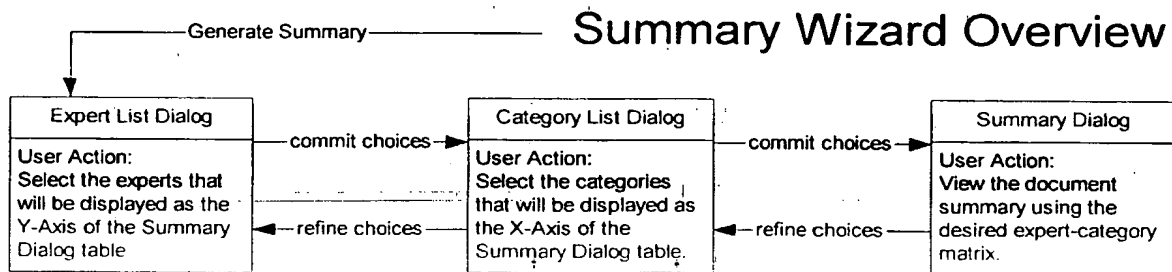 Summary Wizard Overview
Generate Summary
Expert List Dialog
User Action:
Select the experts that
will be displayed as the
Y-Axis of the Summary
Dialog table
commit choices
refine choices
Category List Dialog
User Action:
Select the categories
that will be displayed as
the X-Axis of the
Summary Dialog table.
commit choices
refine choices
Summary Dialog
User Action:
View the document
summary using the
desired expert-category
matrix.